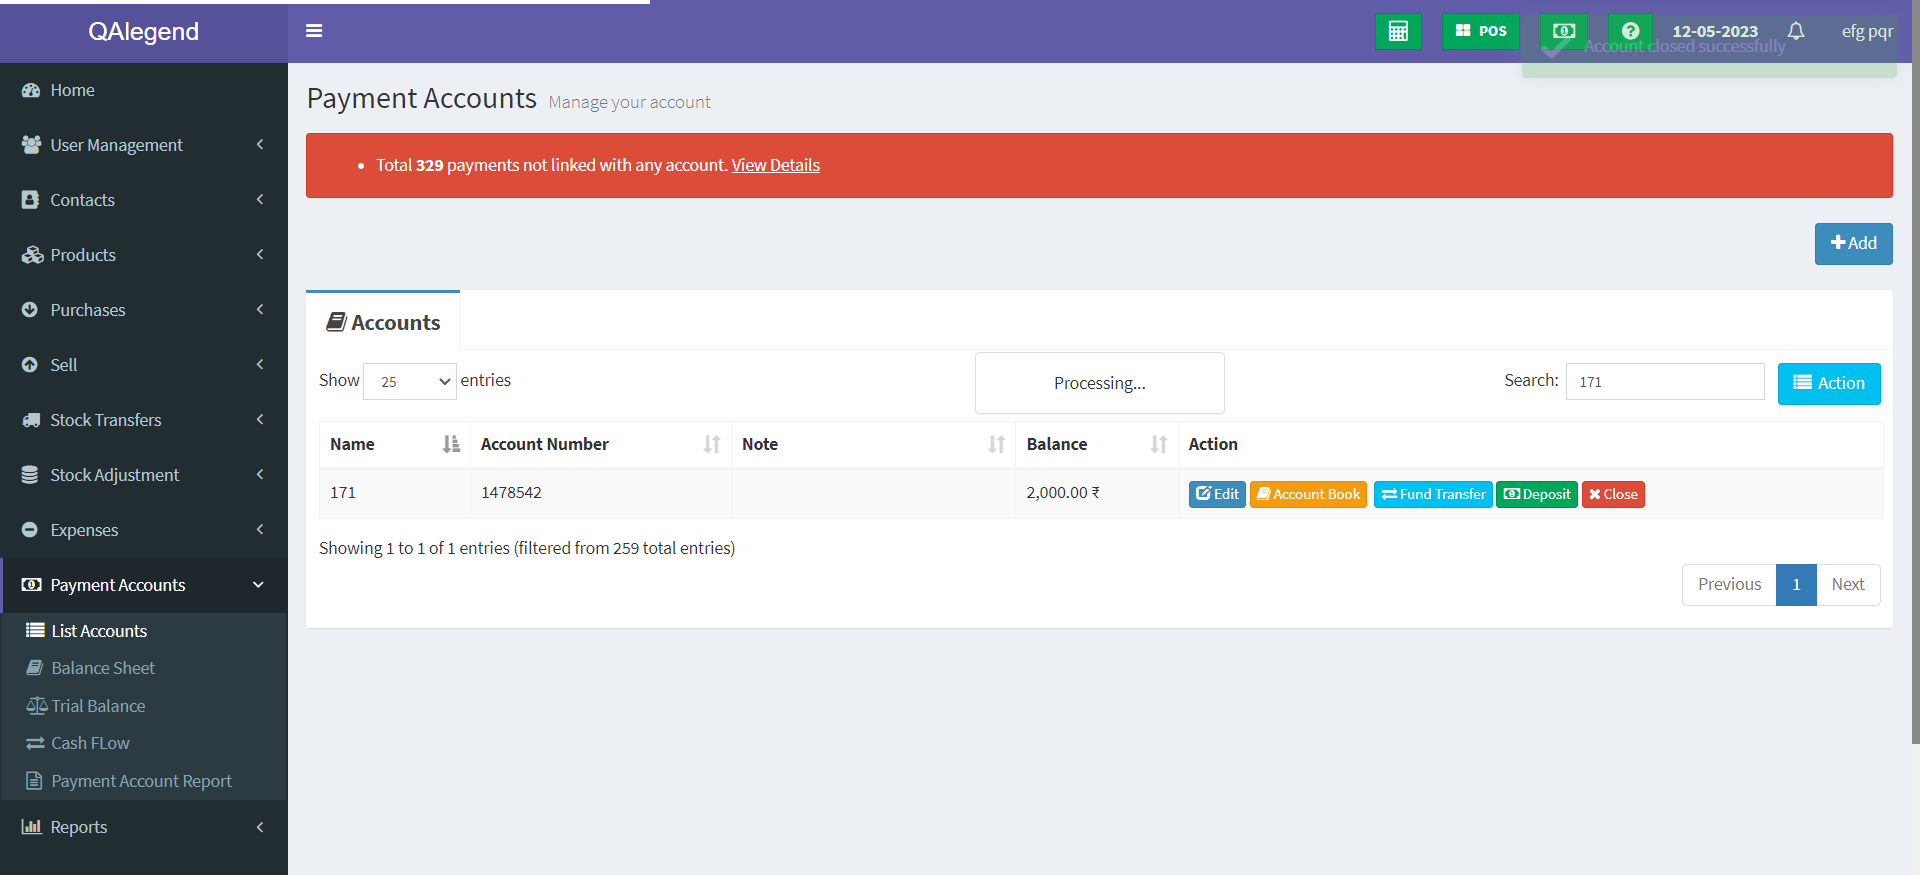 QAlegend
POS
12-05-2023
efg pqr
Account closed successfully
Home
User Management
Contacts
Products
Purchases
Sell
Stock Transfers
Stock Adjustment
Expenses
Payment Accounts
List Accounts
Balance Sheet
Trial Balance
Cash FLow
Payment Account Report
Reports
Payment Accounts Manage your account
Total 329 payments not linked with any account. View Details
Add
Accounts
Show 25 entries
Processing...
Search: 171
Action
Name Account Number Note Balance Action
171 1478542 2,000.00 ₹ Edit Account Book Fund Transfer Deposit Close
Showing 1 to 1 of 1 entries (filtered from 259 total entries)
Previous 1 Next